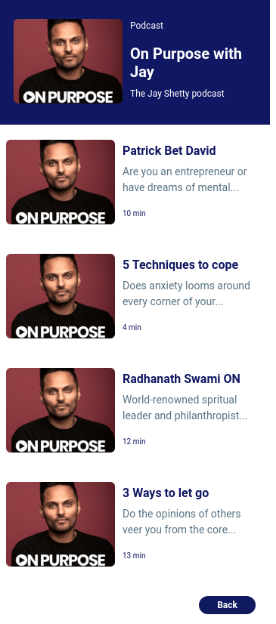 Podcast
On Purpose with
Jay
The Jay Shetty podcast
ON PURPOSE
Patrick Bet David
Are you an entrepreneur or
have dreams of mental...
10 min
ON PURPOSE
5 Techniques to cope
Does anxiety looms around
every corner of your...
4 min
ON PURPOSE
Radhanath Swami ON
World-renowned spritual
leader and philanthropist...
12 min
ON PURPOSE
3 Ways to let go
Do the opinions of others
veer you from the core...
13 min
ON PURPOSE
Back